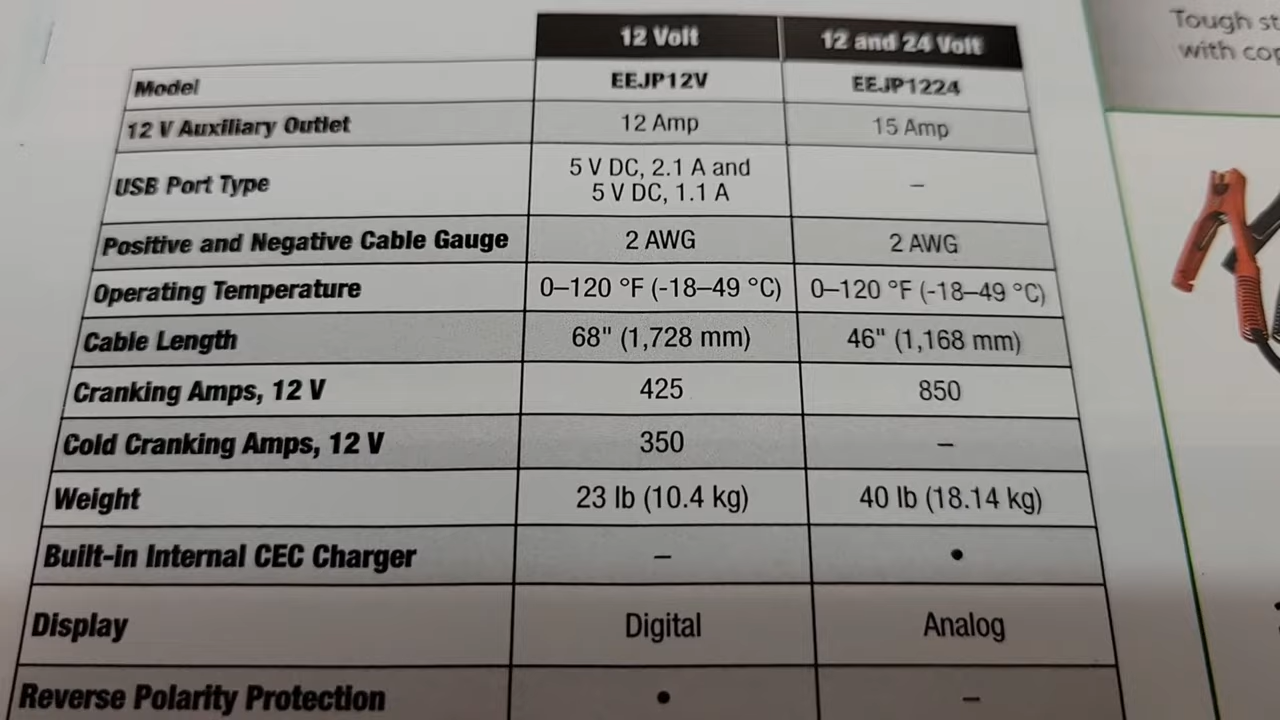 12 Volt 12 and 24 Volt
Model EEJP12V EEJP1224
12 V Auxiliary Outlet 12 Amp 15 Amp
USB Port Type 5 V DC, 2.1 A and –
5 V DC, 1.1 A
Positive and Negative Cable Gauge 2 AWG 2 AWG
Operating Temperature 0–120 °F (-18–49 °C) 0–120 °F (-18–49 °C)
Cable Length 68" (1,728 mm) 46" (1,168 mm)
Cranking Amps, 12 V 425 850
Cold Cranking Amps, 12 V 350 –
Weight 23 lb (10.4 kg) 40 lb (18.14 kg)
Built-in Internal CEC Charger – •
Display Digital Analog
Reverse Polarity Protection • –
Tough st
with cop